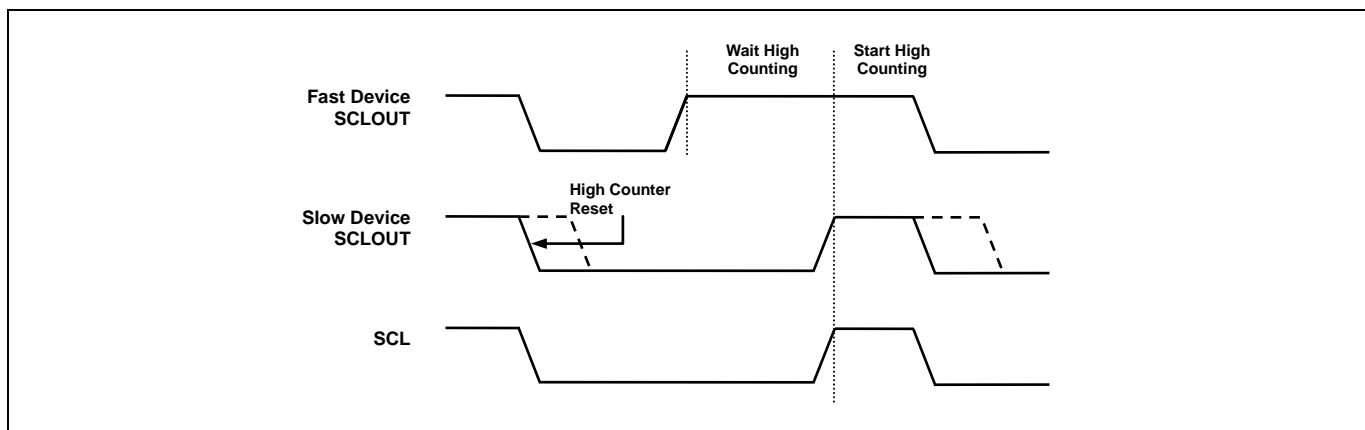 Wait High
Counting
Start High
Counting
Fast Device
SCLOUT
High Counter
Reset
Slow Device
SCLOUT
SCL